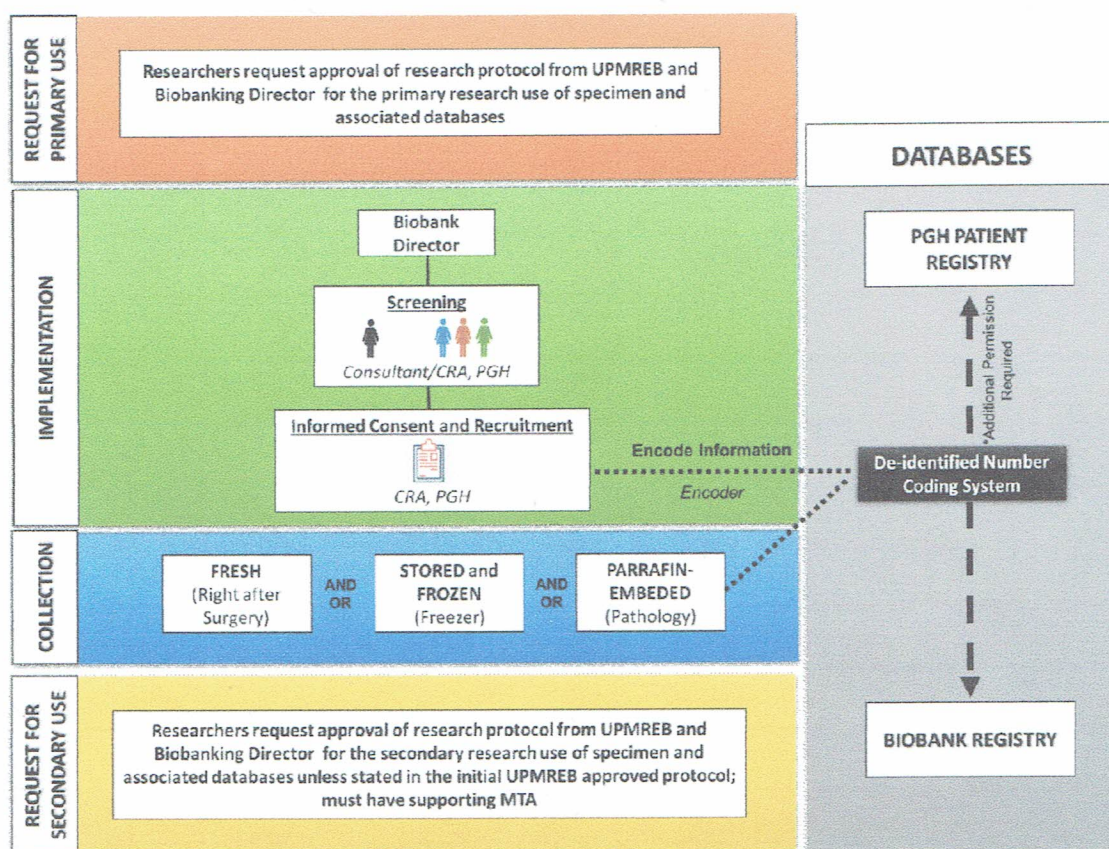 REQUEST FOR
PRIMARY USE
Researchers request approval of research protocol from UPMREB and
Biobanking Director for the primary research use of specimen and
associated databases
DATABASES
IMPLEMENTATION
Biobank
Director
Screening
Consultant/CRA, PGH
Informed Consent and Recruitment
CRA, PGH
Encode Information
Encoder
PGH PATIENT
REGISTRY
*Additional Permission
Required
De-identified Number
Coding System
COLLECTION
FRESH
(Right after
Surgery)
AND
OR
STORED and
FROZEN
(Freezer)
AND
OR
PARRAFIN-
EMBEDED
(Pathology)
REQUEST FOR
SECONDARY USE
Researchers request approval of research protocol from UPMREB and
Biobanking Director for the secondary research use of specimen and
associated databases unless stated in the initial UPMREB approved protocol;
must have supporting MTA
BIOBANK REGISTRY